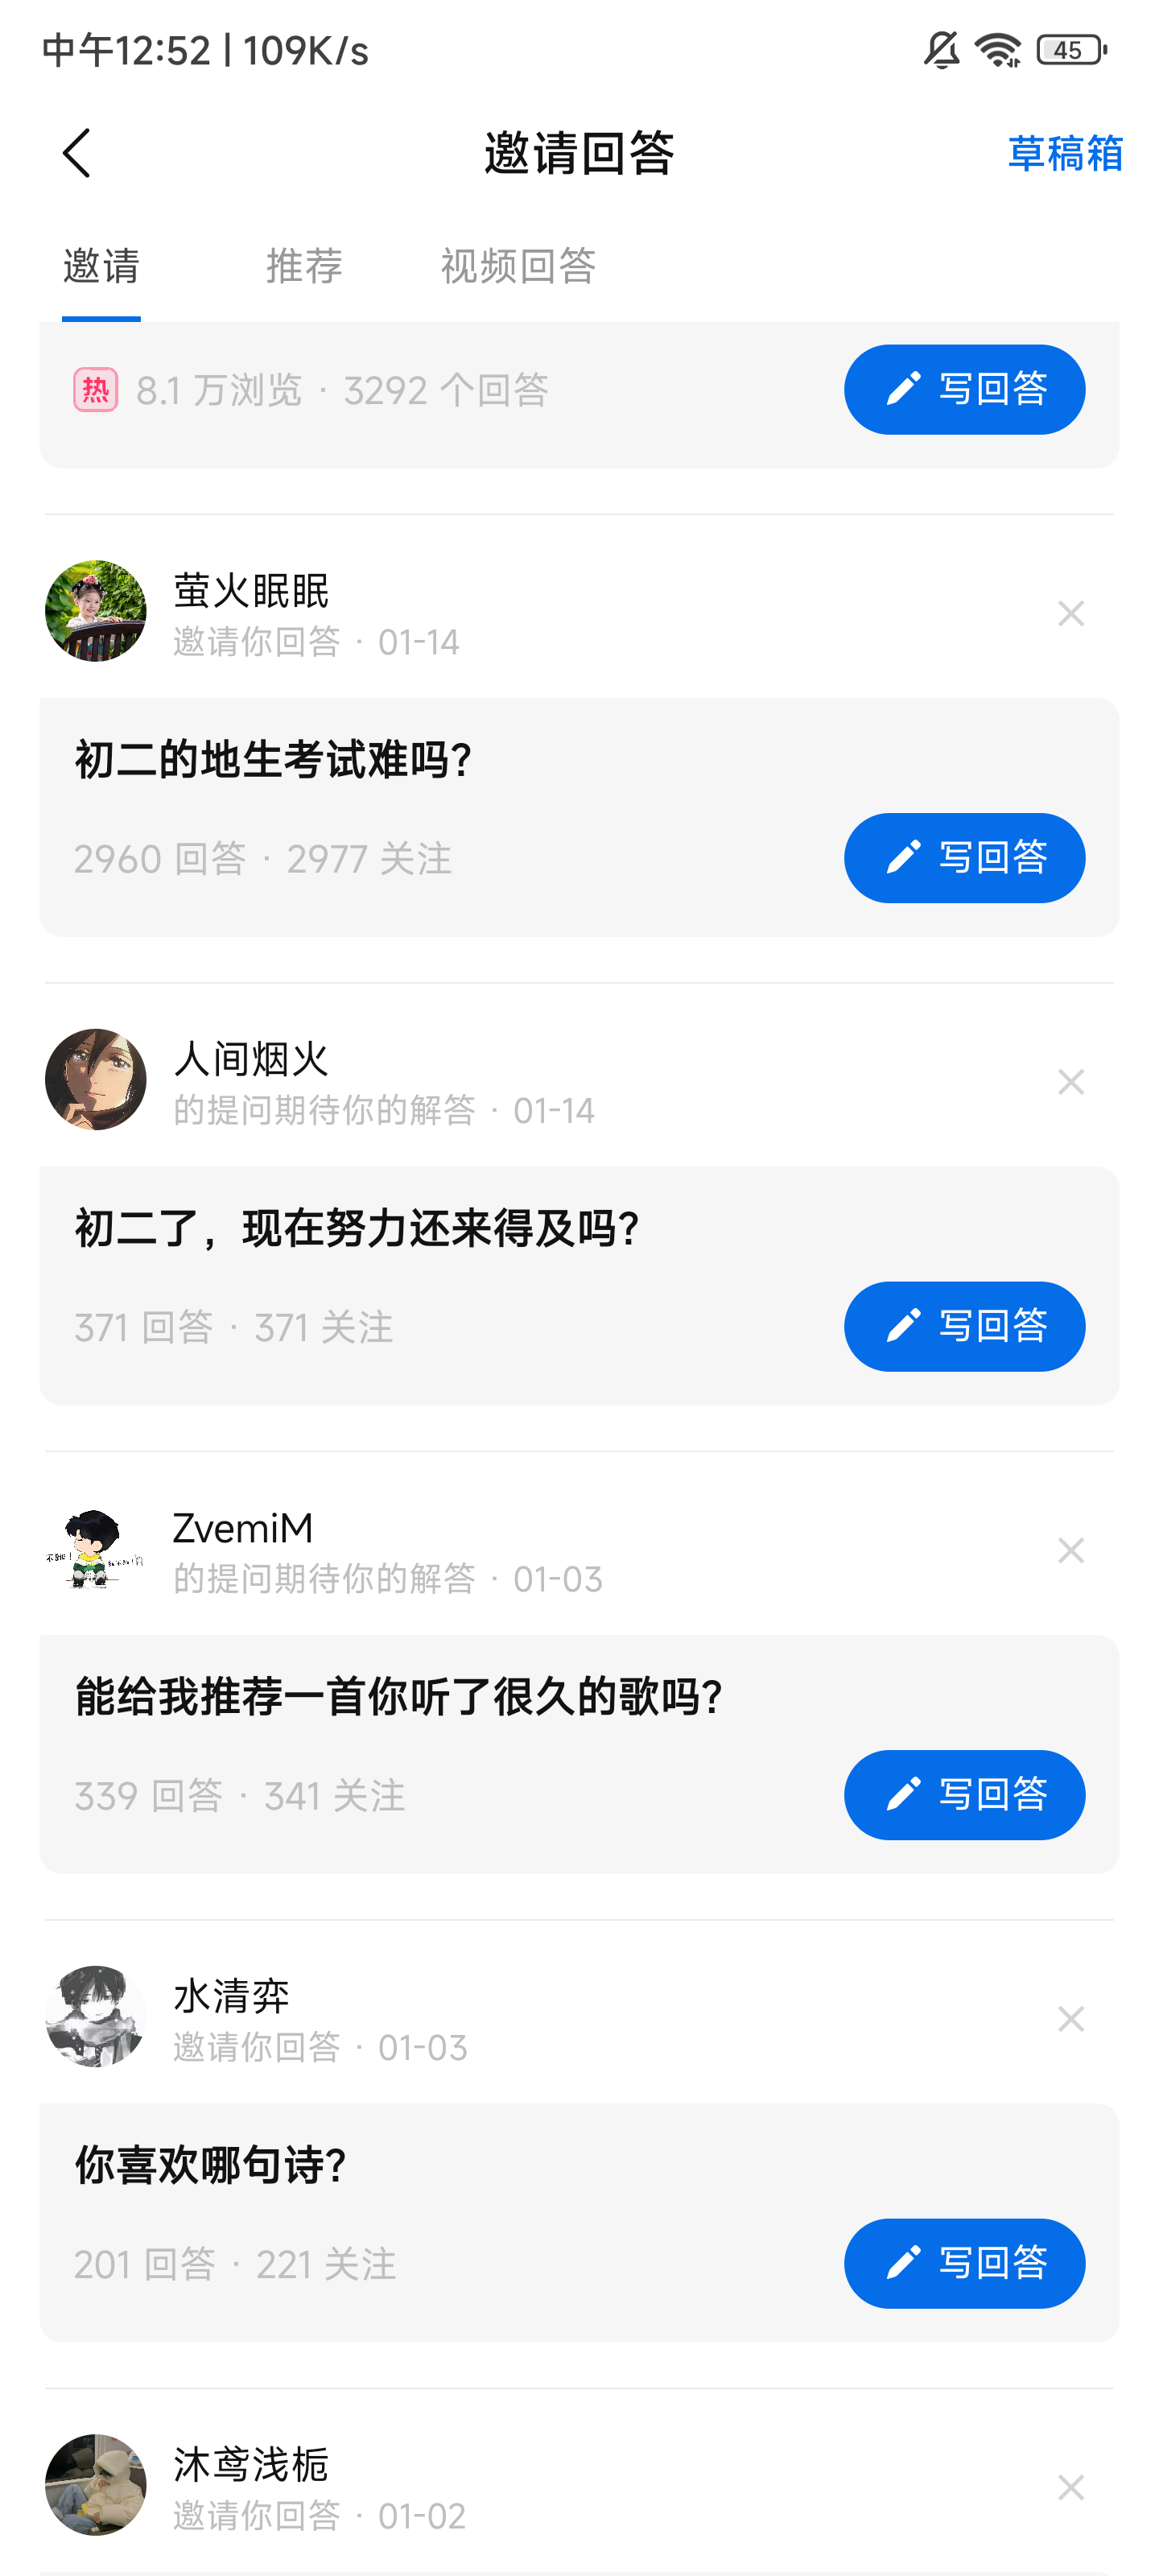 中午12:52 | 109K/s
45
邀请回答
草稿箱
邀请
推荐
视频回答
热 8.1 万浏览 · 3292 个回答
写回答
萤火眠眠
邀请你回答 · 01-14
初二的地生考试难吗?
2960 回答 · 2977 关注
写回答
人间烟火
的提问期待你的解答 · 01-14
初二了，现在努力还来得及吗?
371 回答 · 371 关注
写回答
ZvemiM
的提问期待你的解答 · 01-03
能给我推荐一首你听了很久的歌吗?
339 回答 · 341 关注
写回答
水清弈
邀请你回答 · 01-03
你喜欢哪句诗?
201 回答 · 221 关注
写回答
沐鸢浅栀
邀请你回答 · 01-02